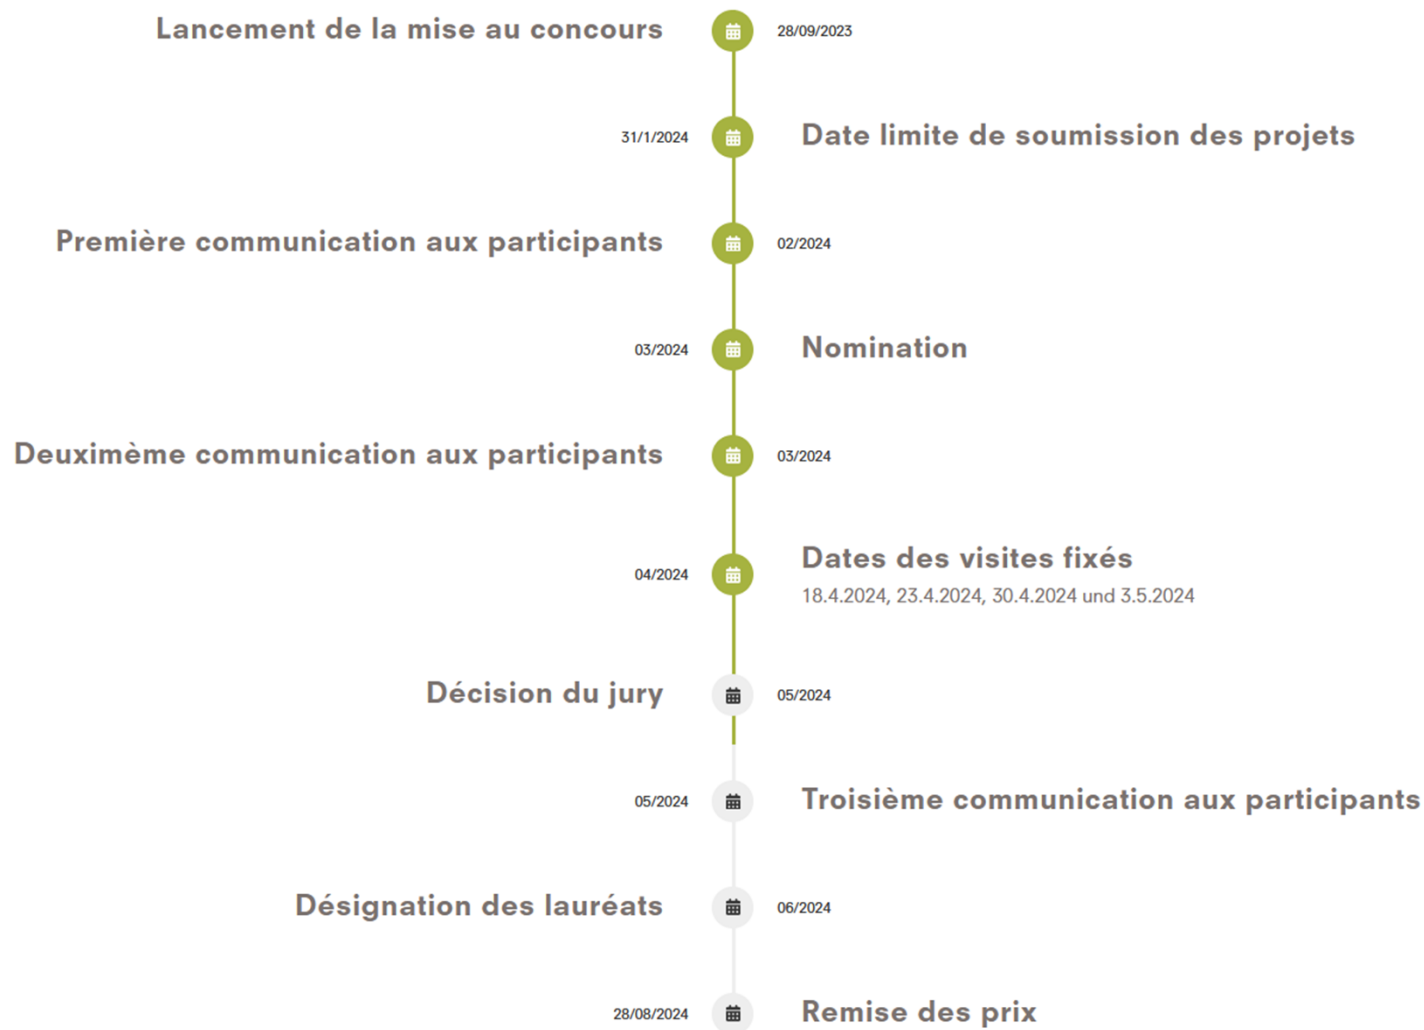 Lancement de la mise au concours
28/09/2023
31/1/2024
Date limite de soumission des projets
Première communication aux participants
02/2024
03/2024
Nomination
Deuximème communication aux participants
03/2024
04/2024
Dates des visites fixés
18.4.2024, 23.4.2024, 30.4.2024 und 3.5.2024
Décision du jury
05/2024
05/2024
Troisième communication aux participants
Désignation des lauréats
06/2024
28/08/2024
Remise des prix